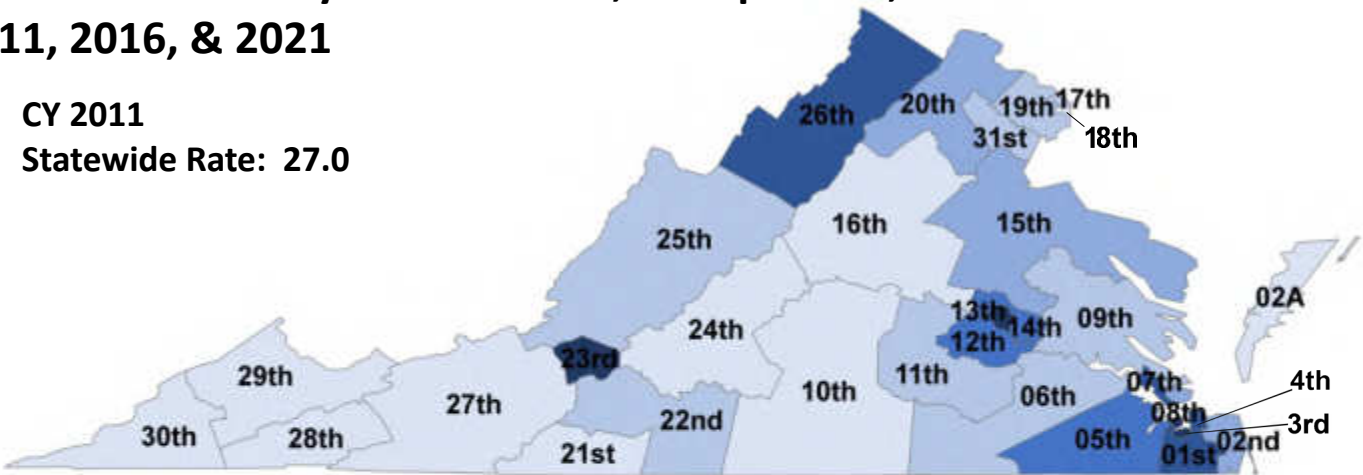 11, 2016, & 2021
CY 2011
Statewide Rate: 27.0
26th
20th
19th
17th
31st
18th
25th
16th
15th
02A
13th
14th
09th
24th
12th
23rd
11th
07th
4th
29th
10th
06th
08th
27th
3rd
22nd
05th
02nd
30th
28th
21st
01st